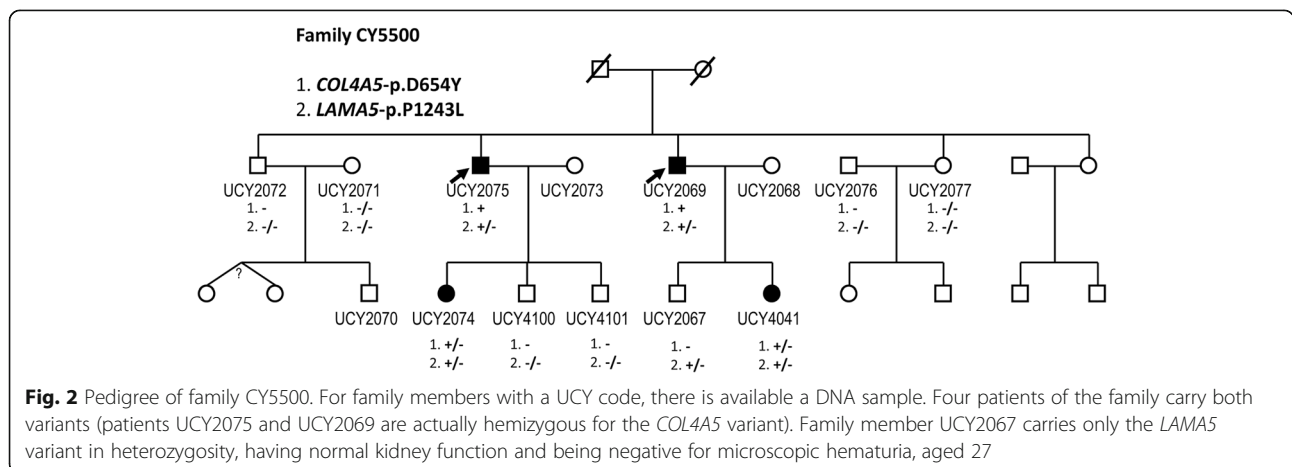 Family CY5500
1. COL4A5-p.D654Y
2. LAMA5-p.P1243L
UCY2072 UCY2071 UCY2075 UCY2073 UCY2069 UCY2068 UCY2076 UCY2077
1. - 1. -/- 1. + 1. + 1. - 1. -/-
2. -/- 2. -/- 2. +/- 2. +/- 2. -/- 2. -/-
?
UCY2070 UCY2074 UCY4100 UCY4101 UCY2067 UCY4041
1. +/- 1. - 1. - 1. - 1. +/-
2. +/- 2. -/- 2. -/- 2. +/- 2. +/-
Fig. 2 Pedigree of family CY5500. For family members with a UCY code, there is available a DNA sample. Four patients of the family carry both
variants (patients UCY2075 and UCY2069 are actually hemizygous for the COL4A5 variant). Family member UCY2067 carries only the LAMA5
variant in heterozygosity, having normal kidney function and being negative for microscopic hematuria, aged 27